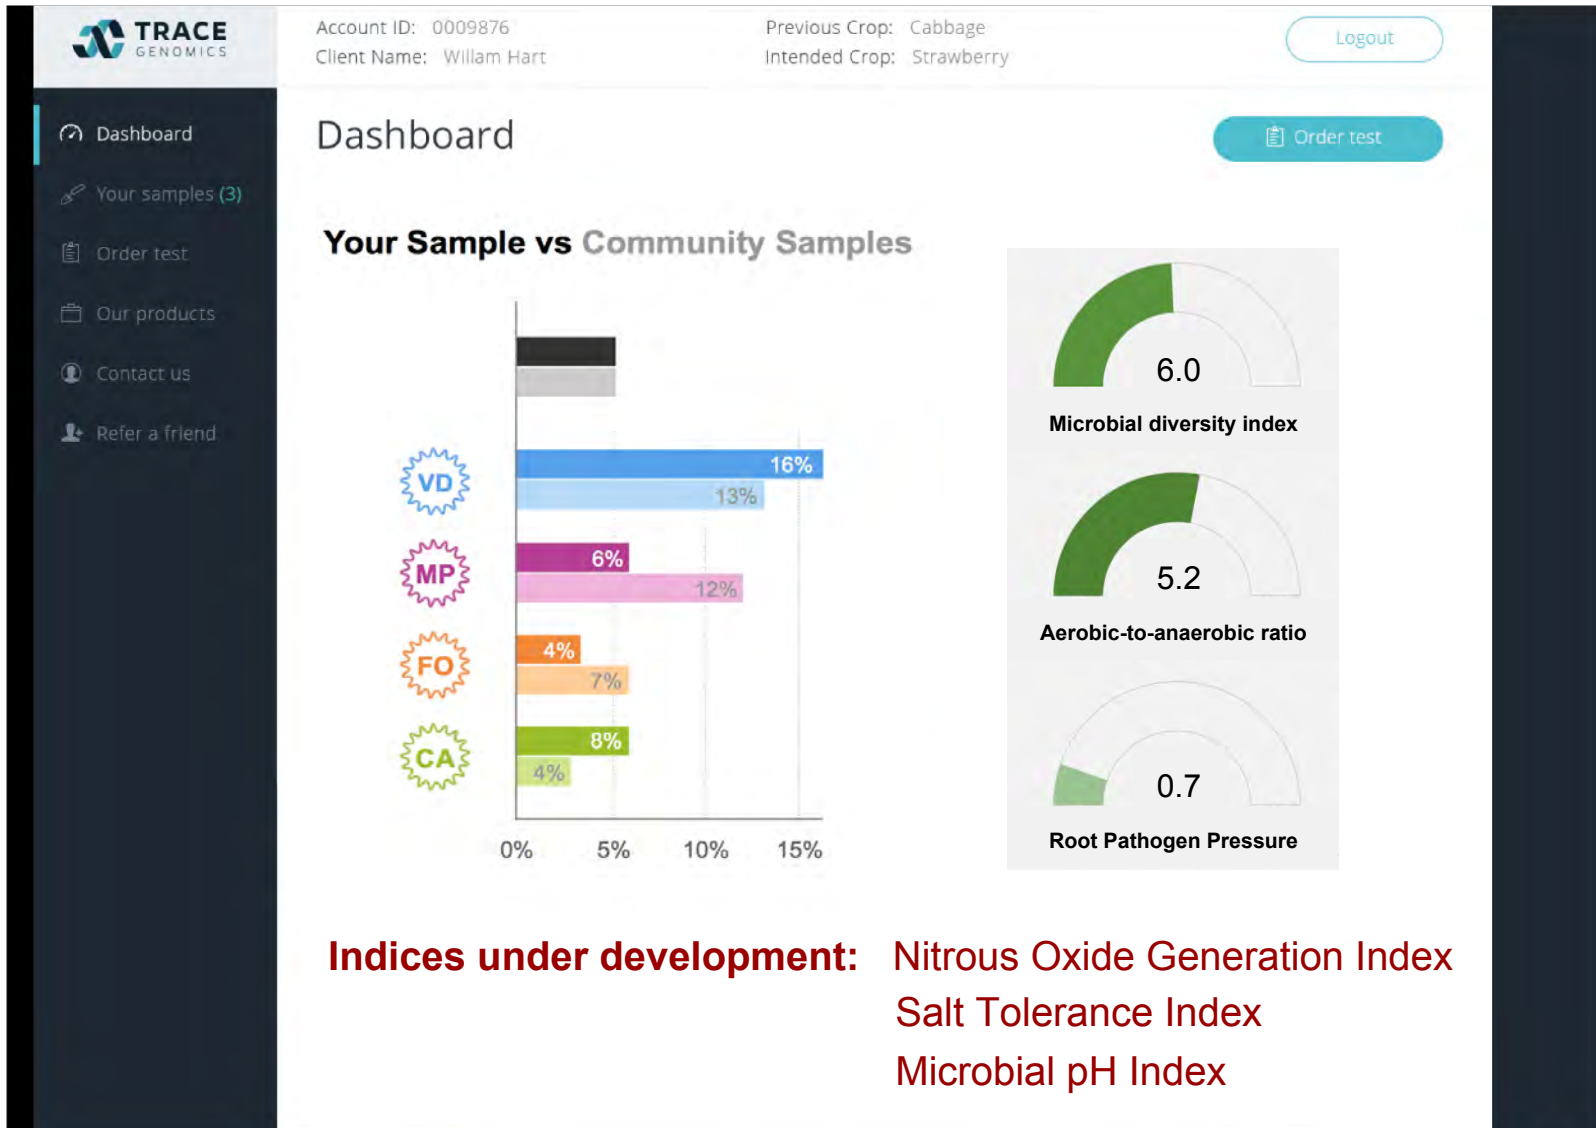 TRACE
GENOMICS
Account ID: 0009876
Client Name: Willam Hart
Previous Crop: Cabbage
Intended Crop: Strawberry
Logout
Dashboard
Your samples (3)
Order test
Our products
Contact us
Refer a friend
Dashboard
Order test
Your Sample vs Community Samples
VD
16%
13%
MP
6%
12%
FO
4%
7%
CA
8%
4%
0% 5% 10% 15%
6.0
Microbial diversity index
5.2
Aerobic-to-anaerobic ratio
0.7
Root Pathogen Pressure
Indices under development: Nitrous Oxide Generation Index
Salt Tolerance Index
Microbial pH Index